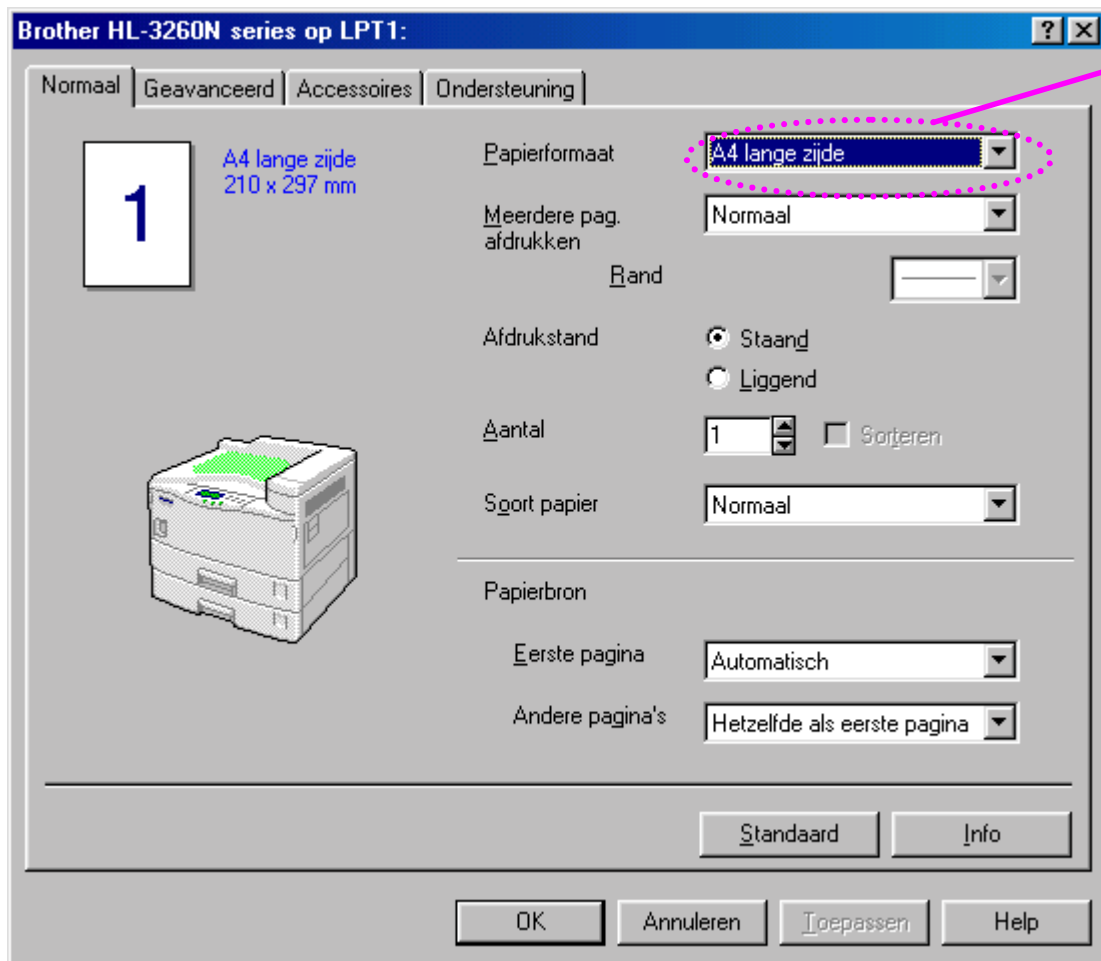 Brother HL-3260N series op LPT1:
Normaal Geavanceerd Accessoires Ondersteuning
1
A4 lange zijde
210 x 297 mm
Papierformaat A4 lange zijde
Meerdere pag. Normaal
afdrukken
Rand
Afdrukstand Staand
Liggend
Aantal 1 Sorteren
Soort papier Normaal
Papierbron
Eerste pagina Automatisch
Andere pagina's Hetzelfde als eerste pagina
Standaard Info
OK Annuleren Toepassen Help